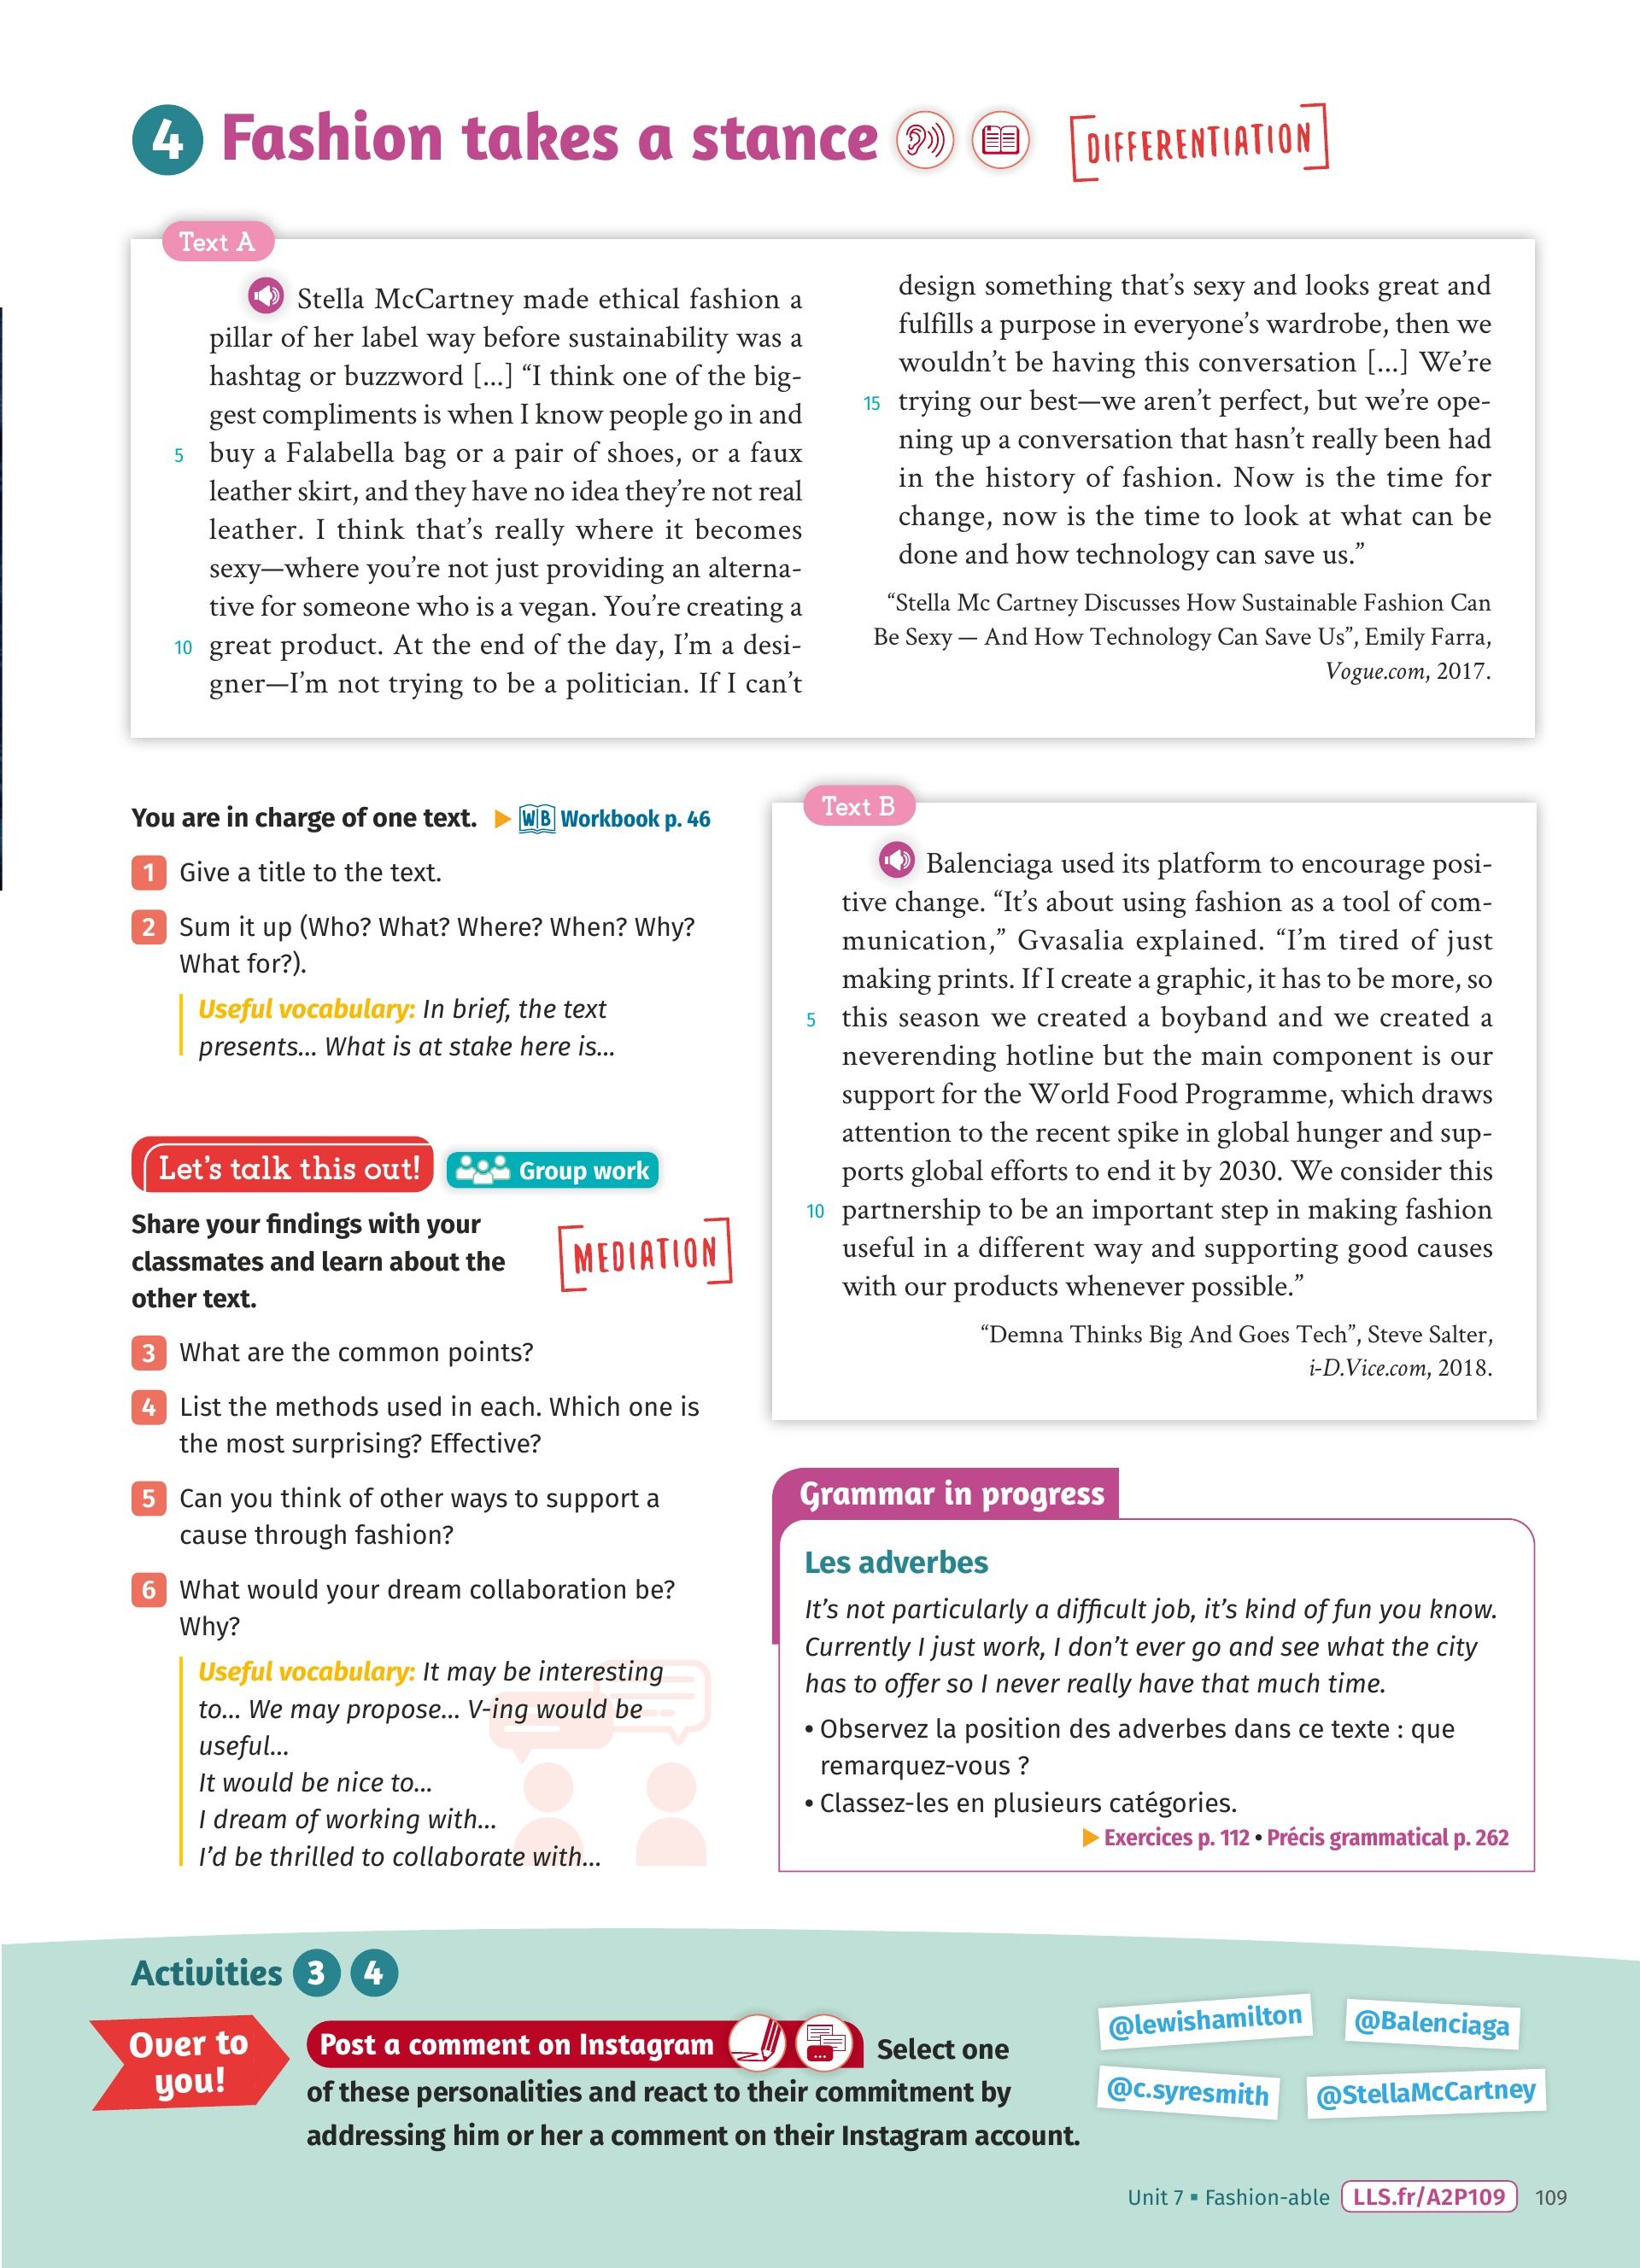 4 Fashion takes a stance
DIFFERENTIATION
Text A
Stella McCartney made ethical fashion a
pillar of her label way before sustainability was a
hashtag or buzzword [...] “I think one of the big-
gest compliments is when I know people go in and
5 buy a Falabella bag or a pair of shoes, or a faux
leather skirt, and they have no idea they’re not real
leather. I think that’s really where it becomes
sexy—where you’re not just providing an alterna-
tive for someone who is a vegan. You’re creating a
10 great product. At the end of the day, I’m a desi-
gner—I’m not trying to be a politician. If I can’t
design something that’s sexy and looks great and
fulfills a purpose in everyone’s wardrobe, then we
wouldn’t be having this conversation [...] We’re
15 trying our best—we aren’t perfect, but we’re ope-
ning up a conversation that hasn’t really been had
in the history of fashion. Now is the time for
change, now is the time to look at what can be
done and how technology can save us.”
“Stella Mc Cartney Discusses How Sustainable Fashion Can
Be Sexy — And How Technology Can Save Us”, Emily Farra,
Vogue.com, 2017.
You are in charge of one text. WB Workbook p. 46
1 Give a title to the text.
2 Sum it up (Who? What? Where? When? Why?
What for?).
Useful vocabulary: In brief, the text
presents... What is at stake here is...
Let’s talk this out! Group work
Share your findings with your
classmates and learn about the
other text.
MEDIATION
3 What are the common points?
4 List the methods used in each. Which one is
the most surprising? Effective?
5 Can you think of other ways to support a
cause through fashion?
6 What would your dream collaboration be?
Why?
Useful vocabulary: It may be interesting
to... We may propose... V-ing would be
useful...
It would be nice to...
I dream of working with...
I’d be thrilled to collaborate with...
Text B
Balenciaga used its platform to encourage posi-
tive change. “It’s about using fashion as a tool of com-
munication,” Gvasalia explained. “I’m tired of just
making prints. If I create a graphic, it has to be more, so
5 this season we created a boyband and we created a
neverending hotline but the main component is our
support for the World Food Programme, which draws
attention to the recent spike in global hunger and sup-
ports global efforts to end it by 2030. We consider this
10 partnership to be an important step in making fashion
useful in a different way and supporting good causes
with our products whenever possible.”
“Demna Thinks Big And Goes Tech”, Steve Salter,
i-D.Vice.com, 2018.
Grammar in progress
Les adverbes
It’s not particularly a difficult job, it’s kind of fun you know.
Currently I just work, I don’t ever go and see what the city
has to offer so I never really have that much time.
• Observez la position des adverbes dans ce texte : que
remarquez-vous ?
• Classez-les en plusieurs catégories.
Exercices p. 112 • Précis grammatical p. 262
Activities 3 4
Over to
you!
Post a comment on Instagram Select one
of these personalities and react to their commitment by
addressing him or her a comment on their Instagram account.
@lewishamilton @Balenciaga
@c.syresmith @StellaMcCartney
Unit 7 ▪ Fashion-able LLS.fr/A2P109 109